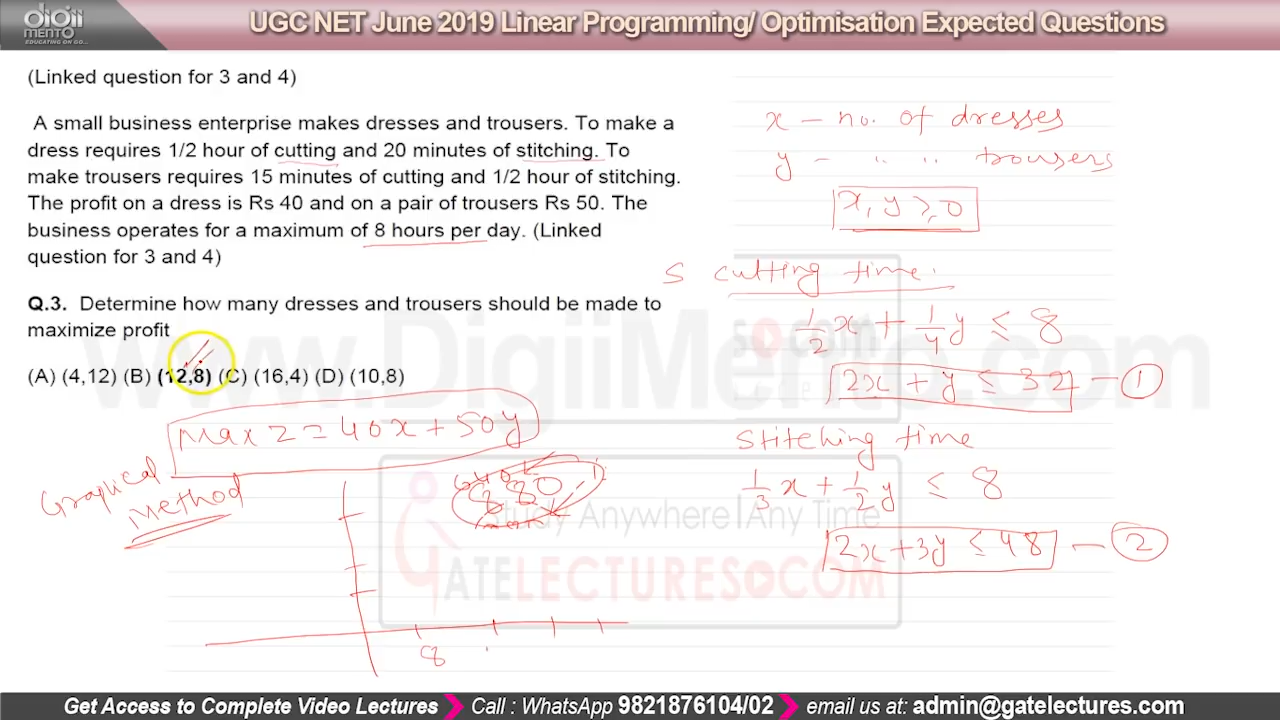 digii
MENTO
EDUCATING ON GO...
UGC NET June 2019 Linear Programming/ Optimisation Expected Questions
(Linked question for 3 and 4)
A small business enterprise makes dresses and trousers. To make a
dress requires 1/2 hour of cutting and 20 minutes of stitching. To
make trousers requires 15 minutes of cutting and 1/2 hour of stitching.
The profit on a dress is Rs 40 and on a pair of trousers Rs 50. The
business operates for a maximum of 8 hours per day. (Linked
question for 3 and 4)
Q.3. Determine how many dresses and trousers should be made to
maximize profit
(A) (4,12) (B) (12,8) (C) (16,4) (D) (10,8)
Max Z = 40x + 50y
Graphical
Method
880
8
x - no. of dresses
y - " " trousers
x, y ≥ 0
S cutting time.
1/2 x + 1/4 y ≤ 8
2x + y ≤ 32 - 1
Stitching time
1/3 x + 1/2 y ≤ 8
2x + 3y ≤ 48 - 2
www.DigiiMento.com
Study Anywhere|Any Time
GATELECTURES.COM
Get Access to Complete Video Lectures Call : WhatsApp 9821876104/02 email us at: admin@gatelectures.com